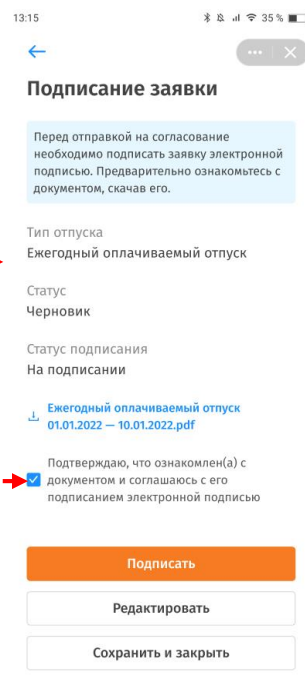 13:15
35 %
Подписание заявки
Перед отправкой на согласование
необходимо подписать заявку электронной
подписью. Предварительно ознакомьтесь с
документом, скачав его.
Тип отпуска
Ежегодный оплачиваемый отпуск
Статус
Черновик
Статус подписания
На подписании
Ежегодный оплачиваемый отпуск
01.01.2022 — 10.01.2022.pdf
Подтверждаю, что ознакомлен(а) с
документом и соглашаюсь с его
подписанием электронной подписью
Подписать
Редактировать
Сохранить и закрыть